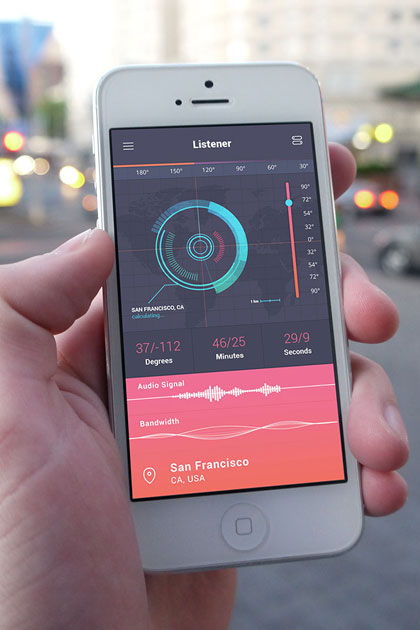 Listener
180° 150° 120° 90° 60° 30°
90°
72°
54°
32°
0°
32°
54°
72°
90°
1 km
SAN FRANCISCO, CA
calculating...
37/-112 46/25 29/9
Degrees Minutes Seconds
Audio Signal
Bandwidth
San Francisco
CA, USA